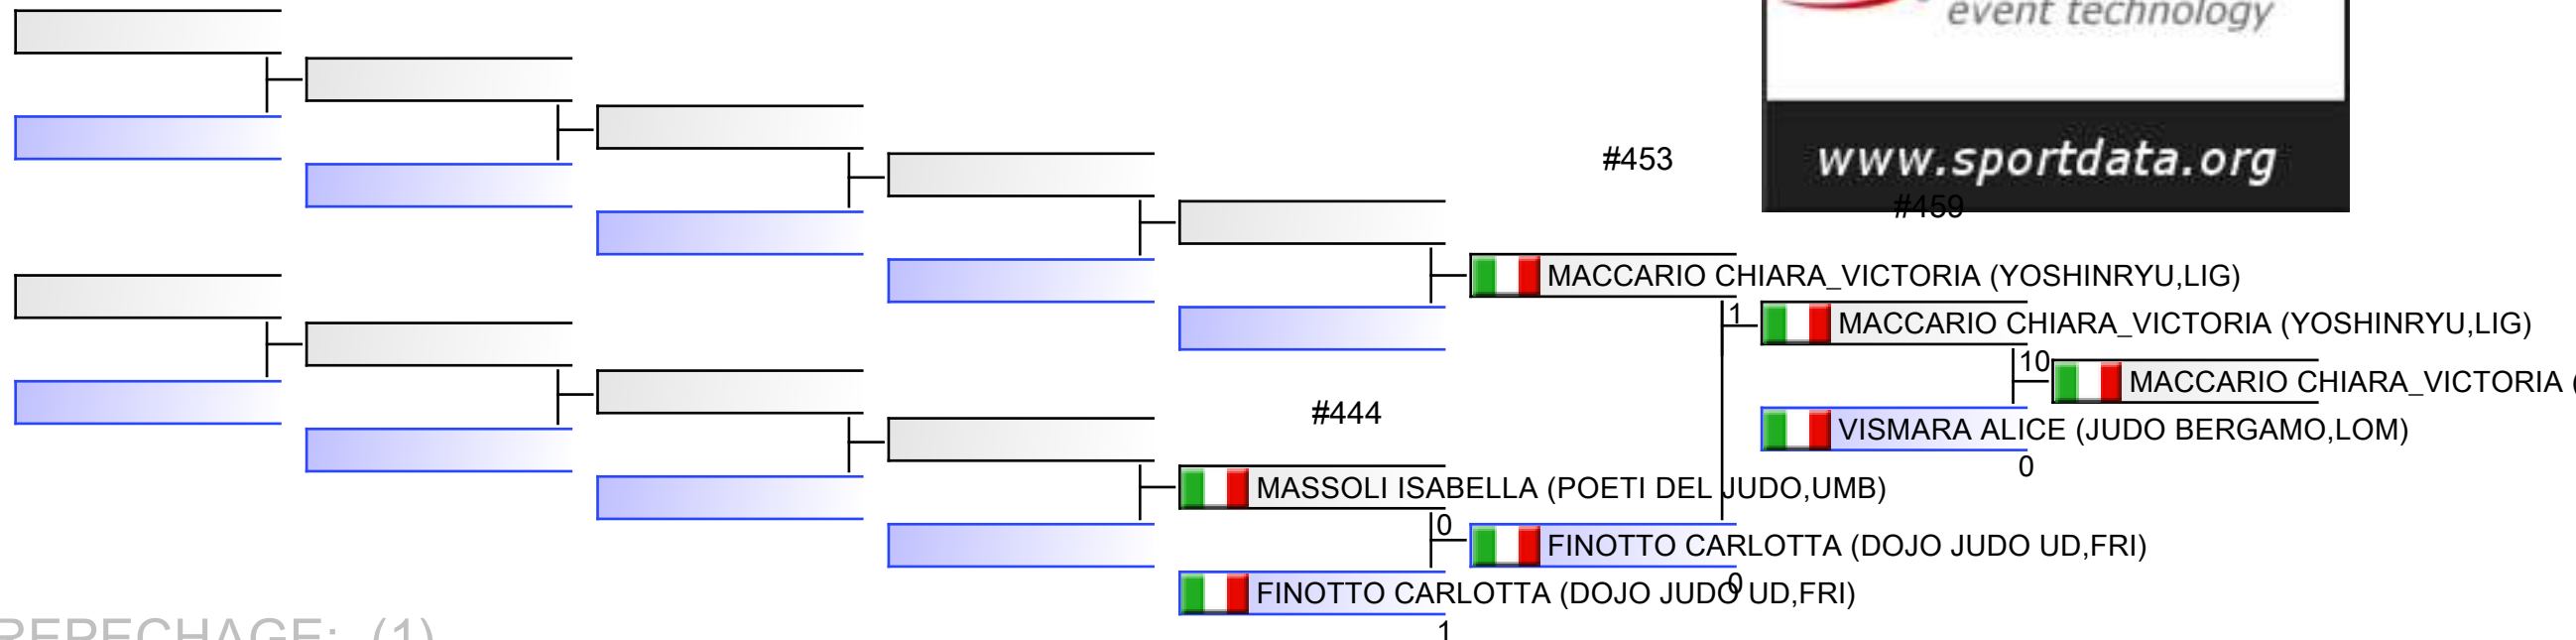 event technology
www.sportdata.org
#453
#459
MACCARIO CHIARA_VICTORIA (YOSHINRYU,LIG)
1
MACCARIO CHIARA_VICTORIA (YOSHINRYU,LIG)
10
MACCARIO CHIARA_VICTORIA (
#444
VISMARA ALICE (JUDO BERGAMO,LOM)
0
MASSOLI ISABELLA (POETI DEL JUDO,UMB)
0
FINOTTO CARLOTTA (DOJO JUDO UD,FRI)
0
FINOTTO CARLOTTA (DOJO JUDO UD,FRI)
1
REPECHAGE: (1)